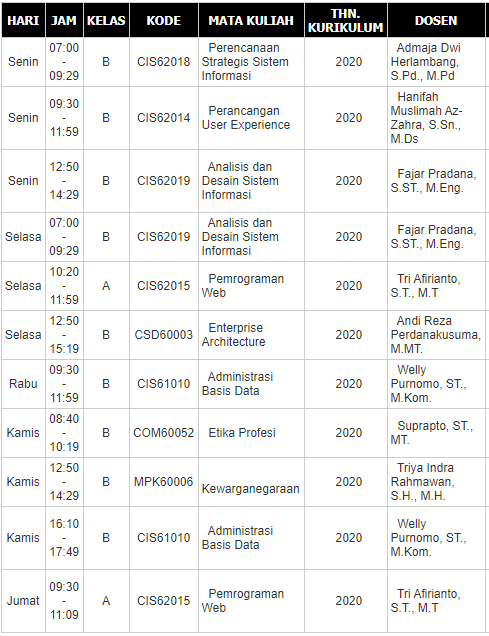 HARI JAM KELAS KODE MATA KULIAH THN. KURIKULUM DOSEN
Senin 07:00 - 09:29 B CIS62018 Perencanaan Strategis Sistem Informasi 2020 Admaja Dwi Herlambang, S.Pd., M.Pd
Senin 09:30 - 11:59 B CIS62014 Perancangan User Experience 2020 Hanifah Muslimah Az-Zahra, S.Sn., M.Ds
Senin 12:50 - 14:29 B CIS62019 Analisis dan Desain Sistem Informasi 2020 Fajar Pradana, S.ST., M.Eng.
Selasa 07:00 - 09:29 B CIS62019 Analisis dan Desain Sistem Informasi 2020 Fajar Pradana, S.ST., M.Eng.
Selasa 10:20 - 11:59 A CIS62015 Pemrograman Web 2020 Tri Afirianto, S.T., M.T
Selasa 12:50 - 15:19 B CSD60003 Enterprise Architecture 2020 Andi Reza Perdanakusuma, M.MT.
Rabu 09:30 - 11:59 B CIS61010 Administrasi Basis Data 2020 Welly Purnomo, ST., M.Kom.
Kamis 08:40 - 10:19 B COM60052 Etika Profesi 2020 Suprapto, ST., MT.
Kamis 12:50 - 14:29 B MPK60006 Kewarganegaraan 2020 Triya Indra Rahmawan, S.H., M.H.
Kamis 16:10 - 17:49 B CIS61010 Administrasi Basis Data 2020 Welly Purnomo, ST., M.Kom.
Jumat 09:30 - 11:09 A CIS62015 Pemrograman Web 2020 Tri Afirianto, S.T., M.T